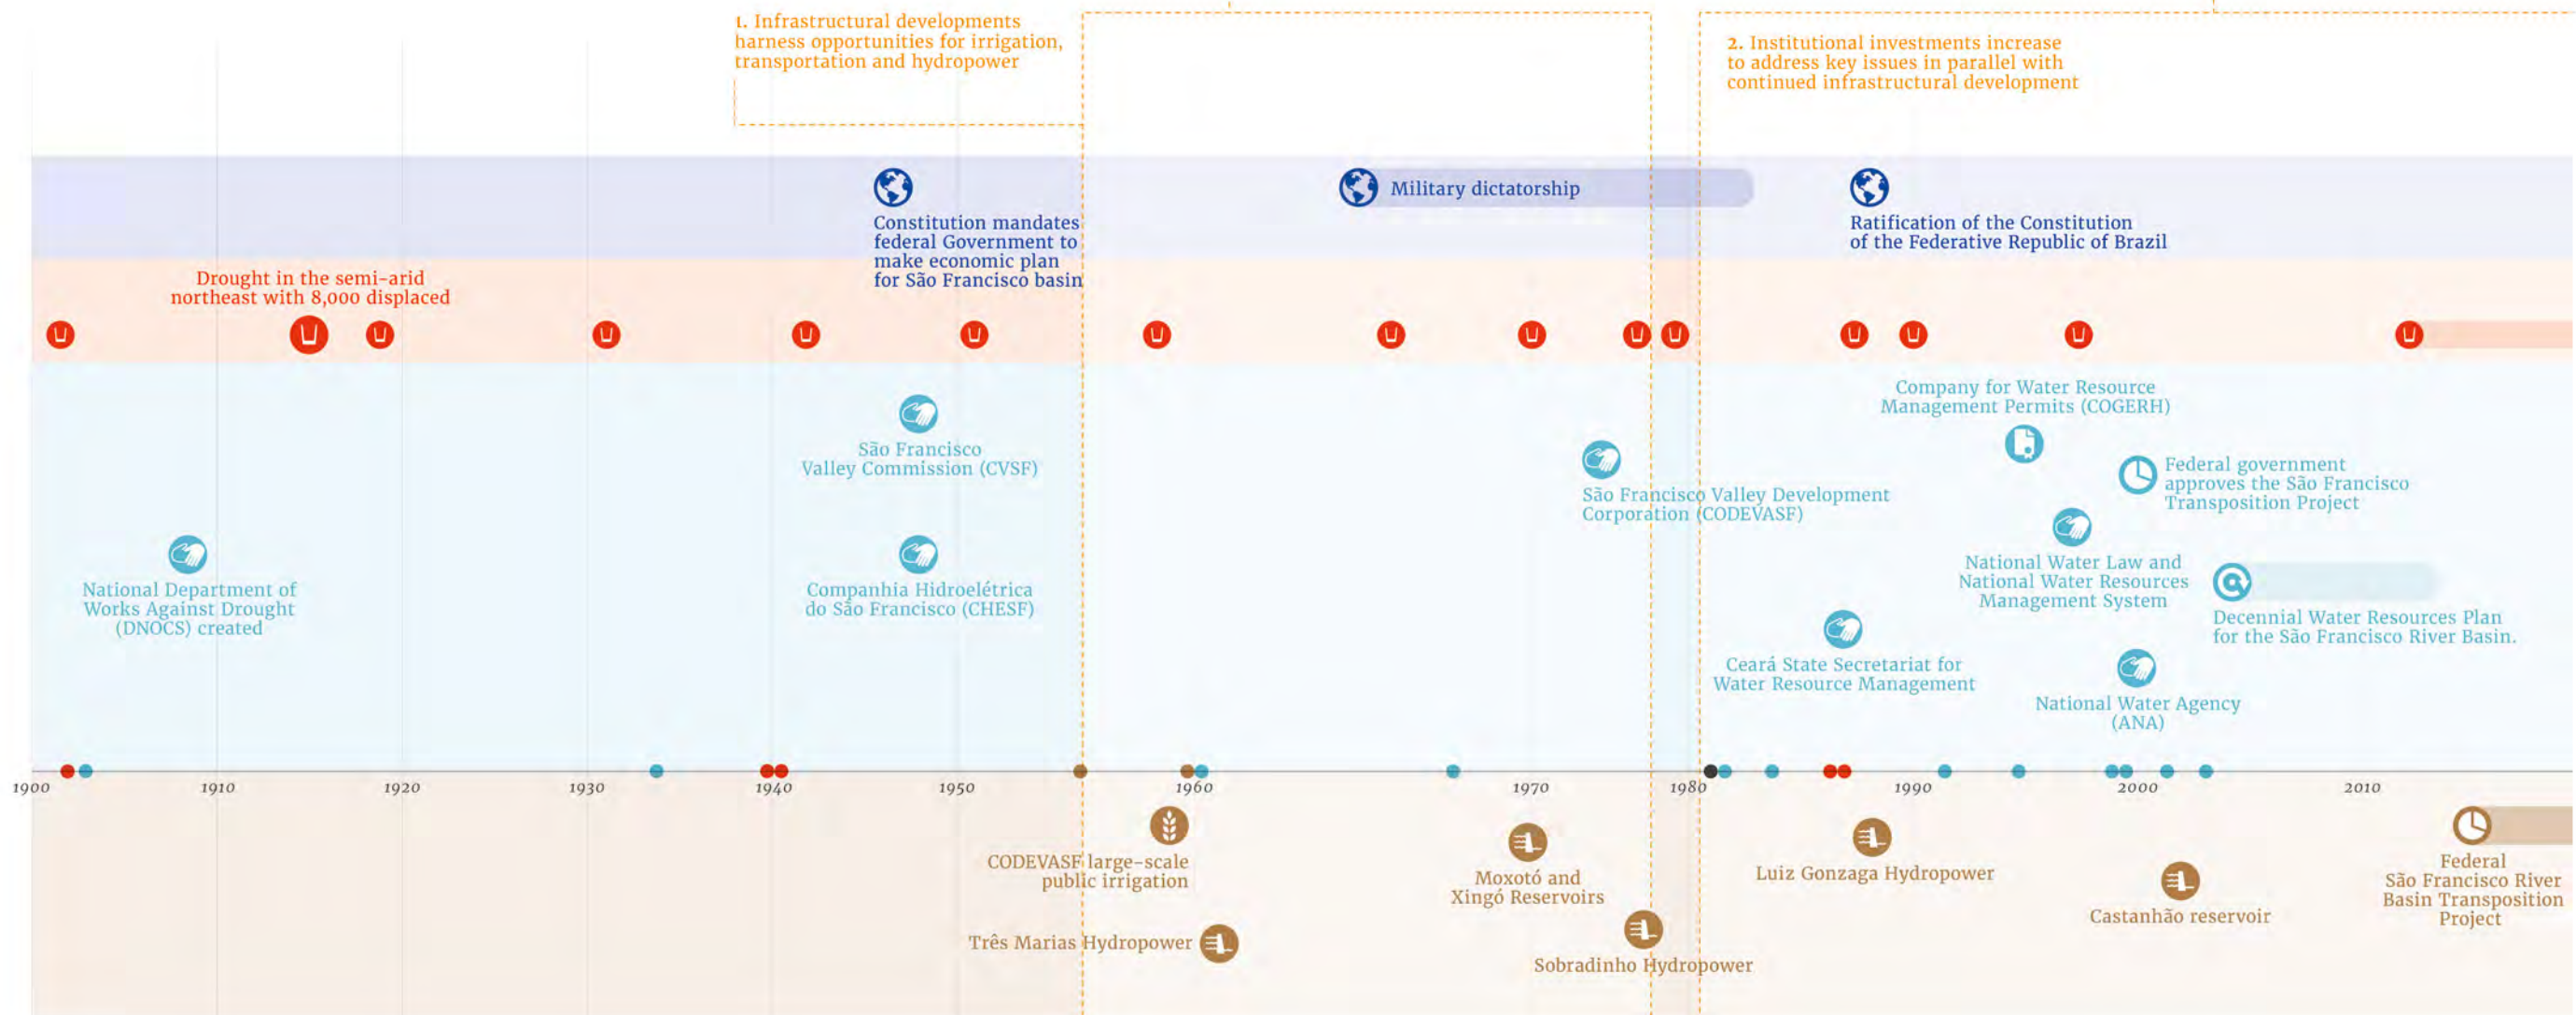 1. Infrastructural developments
harness opportunities for irrigation,
transportation and hydropower
2. Institutional investments increase
to address key issues in parallel with
continued infrastructural development
Constitution mandates
federal Government to
make economic plan
for São Francisco basin
Military dictatorship
Ratification of the Constitution
of the Federative Republic of Brazil
Drought in the semi-arid
northeast with 8,000 displaced
Company for Water Resource
Management Permits (COGERH)
São Francisco
Valley Commission (CVSF)
São Francisco Valley Development
Corporation (CODEVASF)
Federal government
approves the São Francisco
Transposition Project
National Department of
Works Against Drought
(DNOCS) created
Companhia Hidroelétrica
do São Francisco (CHESF)
National Water Law and
National Water Resources
Management System
Decennial Water Resources Plan
for the São Francisco River Basin.
Ceará State Secretariat for
Water Resource Management
National Water Agency
(ANA)
1900 1910 1920 1930 1940 1950 1960 1970 1980 1990 2000 2010
CODEVASF large-scale
public irrigation
Três Marias Hydropower
Moxotó and
Xingó Reservoirs
Sobradinho Hydropower
Luiz Gonzaga Hydropower
Castanhão reservoir
Federal
São Francisco River
Basin Transposition
Project